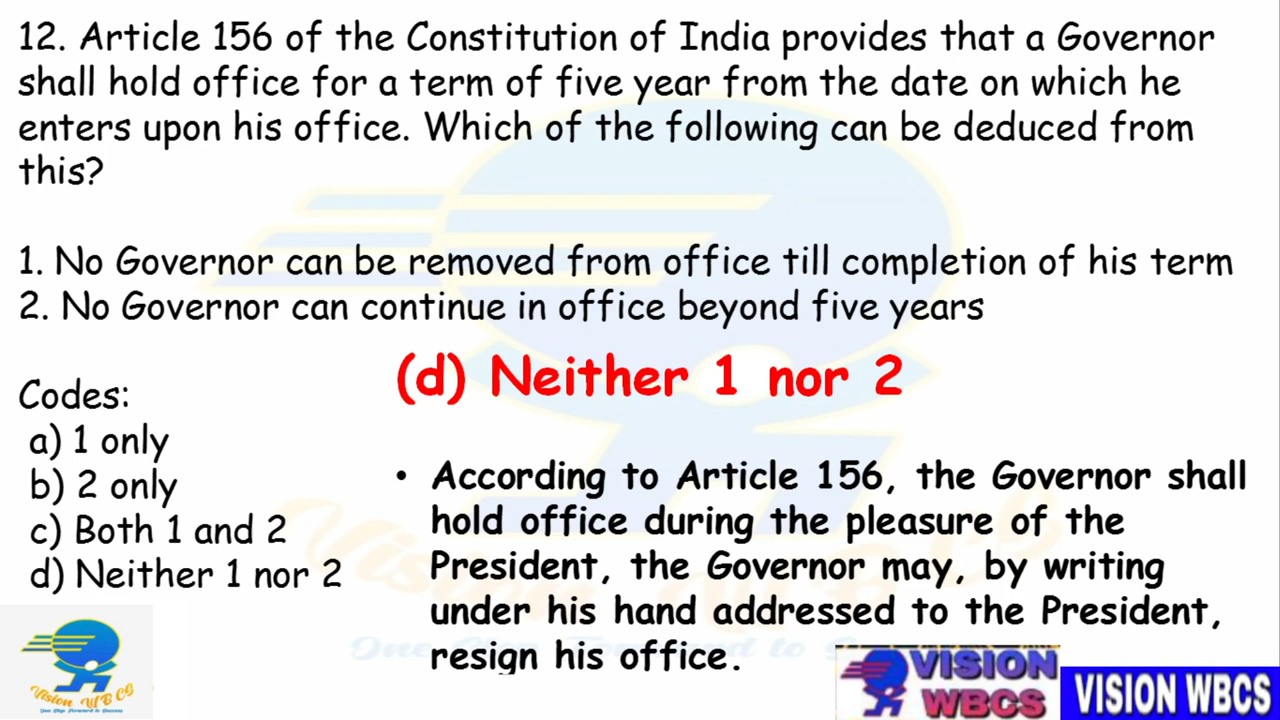 12. Article 156 of the Constitution of India provides that a Governor
shall hold office for a term of five year from the date on which he
enters upon his office. Which of the following can be deduced from
this?
1. No Governor can be removed from office till completion of his term
2. No Governor can continue in office beyond five years
(d) Neither 1 nor 2
Codes:
a) 1 only
b) 2 only
c) Both 1 and 2
d) Neither 1 nor 2
• According to Article 156, the Governor shall
hold office during the pleasure of the
President, the Governor may, by writing
under his hand addressed to the President,
resign his office.
Vision WBCS
One Step Forward to Success
VISION
WBCS
VISION WBCS